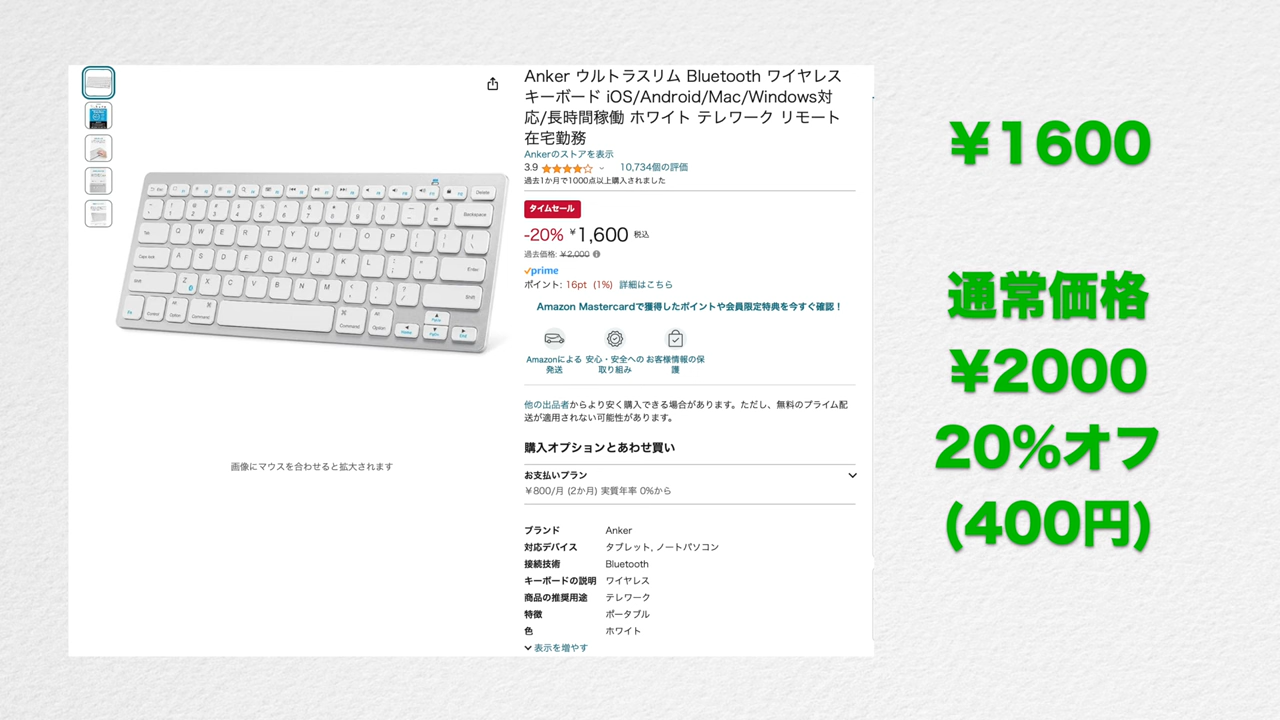 Anker ウルトラスリム Bluetooth ワイヤレス
キーボード iOS/Android/Mac/Windows対
応/長時間稼働 ホワイト テレワーク リモート
在宅勤務
Ankerのストアを表示
3.9 10,734個の評価
過去1か月で1000点以上購入されました
タイムセール
-20% ¥1,600 税込
過去価格: ¥2,000
prime
ポイント: 16pt (1%) 詳細はこちら
Amazon Mastercardで獲得したポイントや会員限定特典を今すぐ確認！
Amazonによる発送
安心・安全への取り組み
お客様情報の保護
他の出品者からより安く購入できる場合があります。ただし、無料のプライム配
送が適用されない可能性があります。
購入オプションとあわせ買い
お支払いプラン
¥800/月 (2か月) 実質年率 0%から
ブランド Anker
対応デバイス タブレット, ノートパソコン
接続技術 Bluetooth
キーボードの説明 ワイヤレス
商品の推奨用途 テレワーク
特徴 ポータブル
色 ホワイト
表示を増やす
画像にマウスを合わせると拡大されます
¥1600
通常価格
¥2000
20%オフ
(400円)